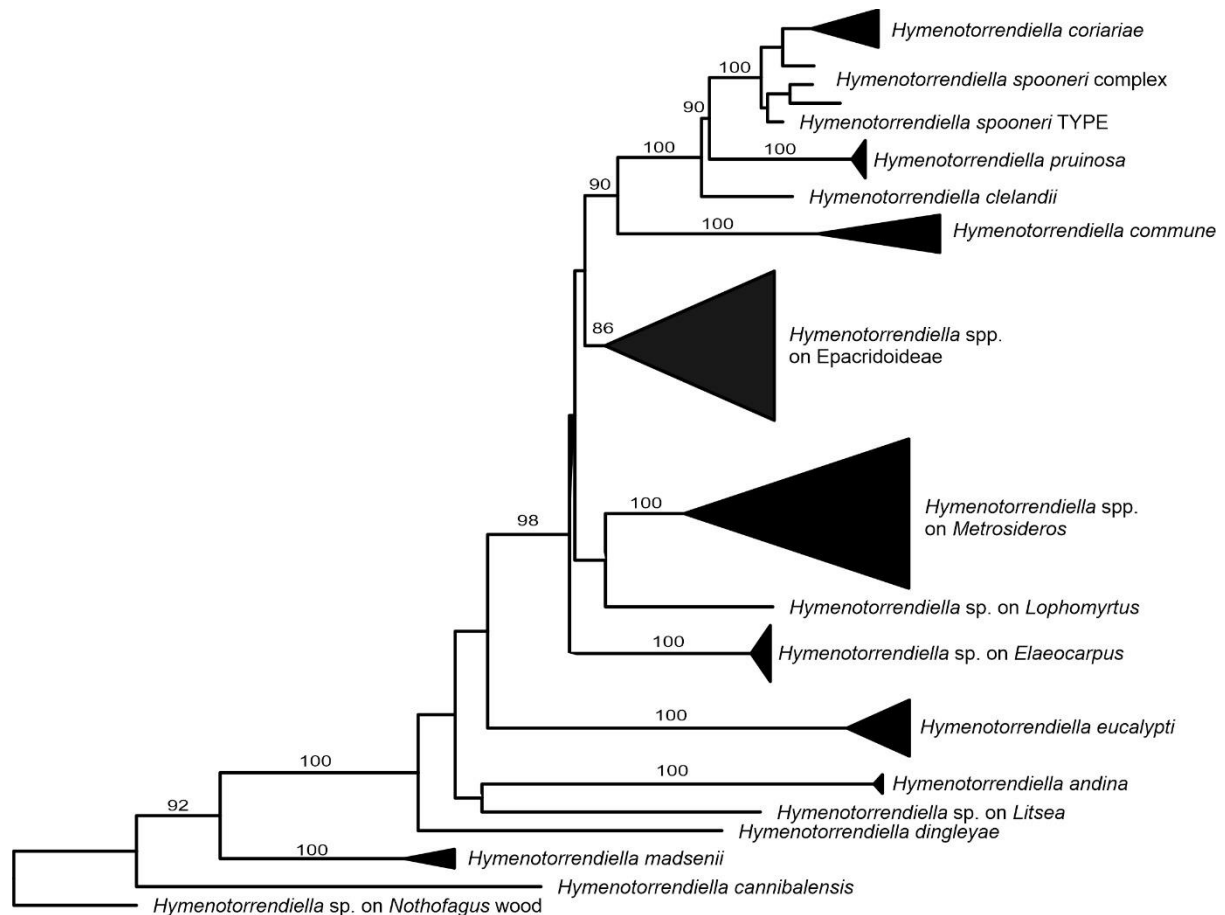 Hymenotorrendiella coriariae
100
Hymenotorrendiella spooneri complex
90
Hymenotorrendiella spooneri TYPE
100
100
Hymenotorrendiella pruinosa
90
Hymenotorrendiella clelandii
100
Hymenotorrendiella commune
86
Hymenotorrendiella spp.
on Epacridoideae
100
Hymenotorrendiella spp.
on Metrosideros
98
Hymenotorrendiella sp. on Lophomyrtus
100
Hymenotorrendiella sp. on Elaeocarpus
100
Hymenotorrendiella eucalypti
100
100
Hymenotorrendiella andina
Hymenotorrendiella sp. on Litsea
92
Hymenotorrendiella dingleyae
100
Hymenotorrendiella madsenii
Hymenotorrendiella cannibalensis
Hymenotorrendiella sp. on Nothofagus wood